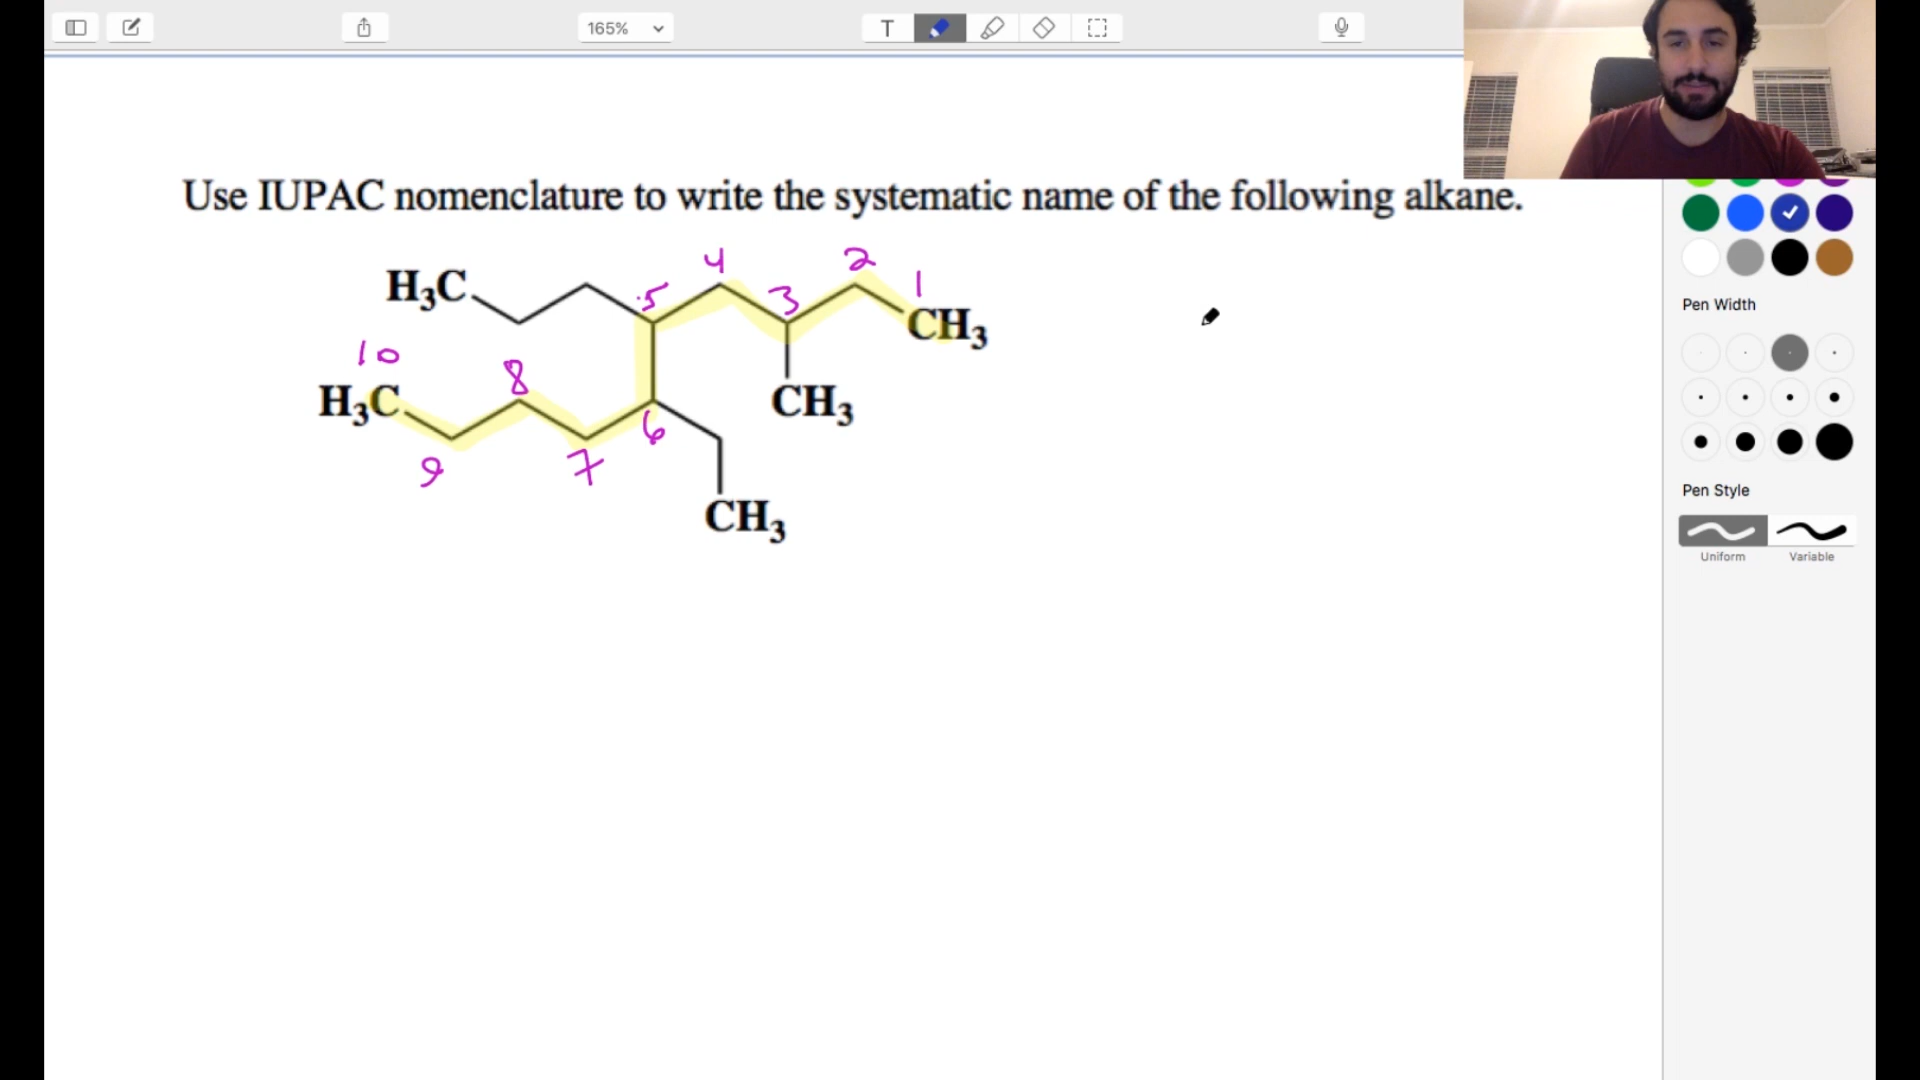 165%
T
Use IUPAC nomenclature to write the systematic name of the following alkane.
4 2 1
H₃C 5 3
CH₃
10 8
H₃C CH₃
6
9 7
CH₃
Pen Width
Pen Style
Uniform Variable